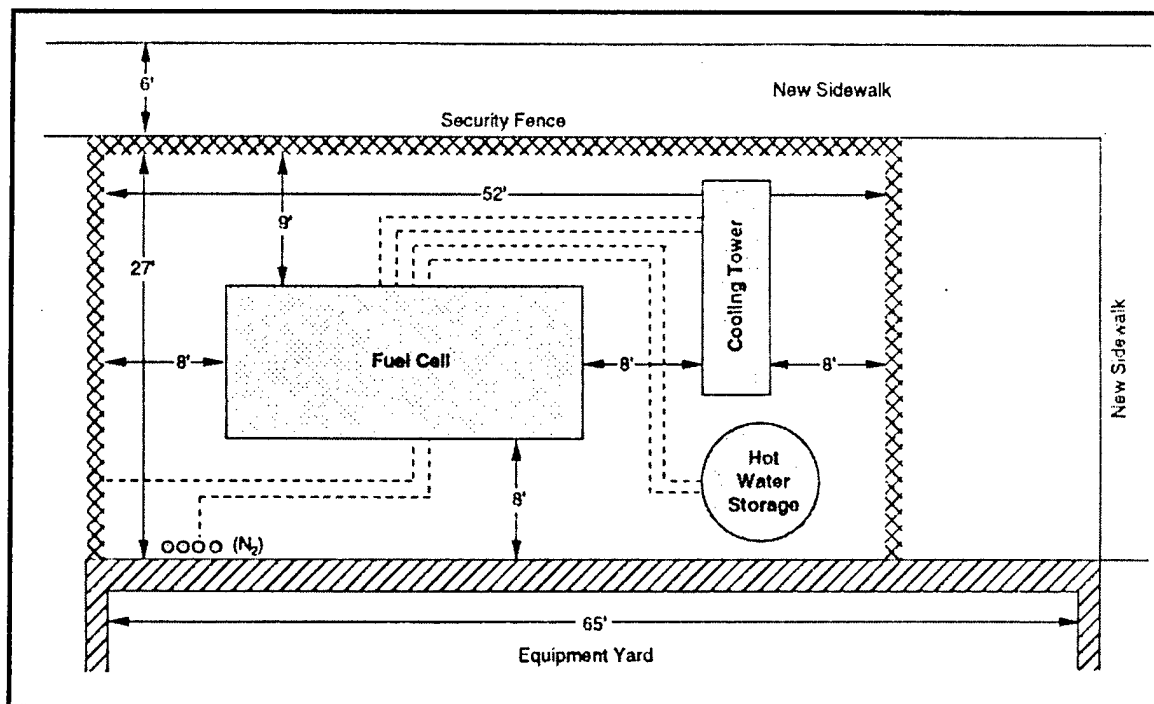 6'
New Sidewalk
Security Fence
52'
9'
27'
Cooling Tower
Fuel Cell
8'
8'
8'
New Sidewalk
Hot
Water
Storage
8'
(N₂)
65'
Equipment Yard